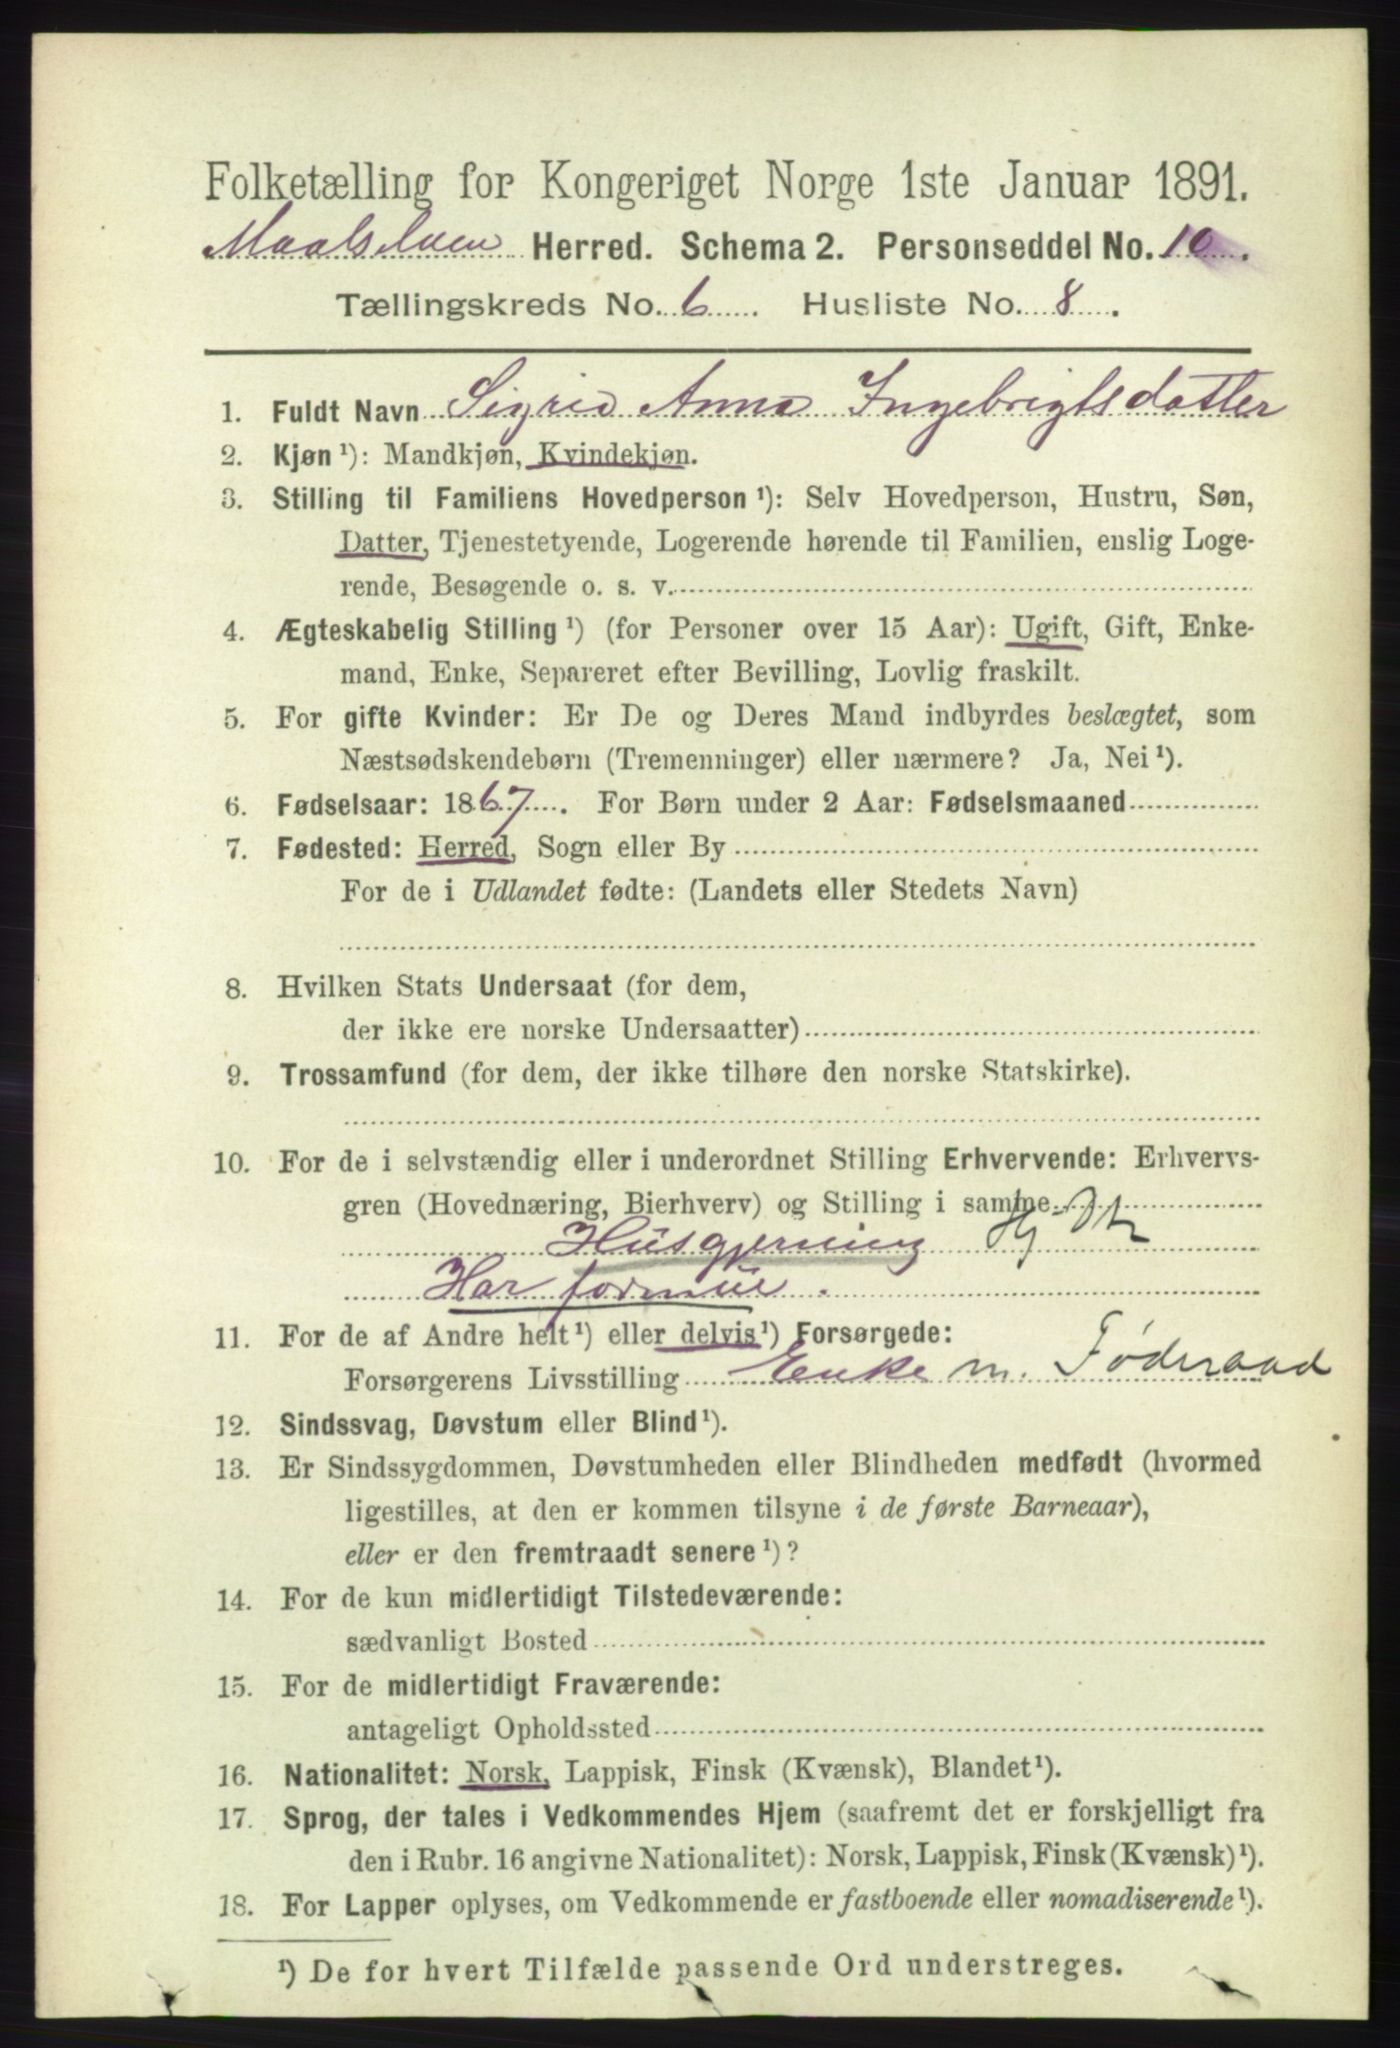 Folketælling for Kongeriget Norge 1ste Januar 1891.
Maalselven Herred. Schema 2. Personseddel No. 10.
Tællingskreds No. 6. Husliste No. 8.
1. Fuldt Navn Sigrid Anna Ingebrigtsdatter
2. Kjøn ¹): Mandkjøn, Kvindekjøn.
3. Stilling til Familiens Hovedperson ¹): Selv Hovedperson, Hustru, Søn,
Datter, Tjenestetyende, Logerende hørende til Familien, enslig Loge-
rende, Besøgende o. s. v.
4. Ægteskabelig Stilling ¹) (for Personer over 15 Aar): Ugift, Gift, Enke-
mand, Enke, Separeret efter Bevilling, Lovlig fraskilt.
5. For gifte Kvinder: Er De og Deres Mand indbyrdes beslægtet, som
Næstsødskendebørn (Tremenninger) eller nærmere? Ja, Nei ¹).
6. Fødselsaar: 1867. For Børn under 2 Aar: Fødselsmaaned
7. Fødested: Herred, Sogn eller By
For de i Udlandet fødte: (Landets eller Stedets Navn)
8. Hvilken Stats Undersaat (for dem,
der ikke ere norske Undersaatter)
9. Trossamfund (for dem, der ikke tilhøre den norske Statskirke).
10. For de i selvstændig eller i underordnet Stilling Erhvervende: Erhvervs-
gren (Hovednæring, Bierhverv) og Stilling i samme
Husgjerning
Har formue.
11. For de af Andre helt ¹) eller delvis ¹) Forsørgede:
Forsørgerens Livsstilling Enke m. Føderaad
12. Sindssvag, Døvstum eller Blind ¹).
13. Er Sindssygdommen, Døvstumheden eller Blindheden medfødt (hvormed
ligestilles, at den er kommen tilsyne i de første Barneaar),
eller er den fremtraadt senere ¹)?
14. For de kun midlertidigt Tilstedeværende:
sædvanligt Bosted
15. For de midlertidigt Fraværende:
antageligt Opholdssted
16. Nationalitet: Norsk, Lappisk, Finsk (Kvænsk), Blandet ¹).
17. Sprog, der tales i Vedkommendes Hjem (saafremt det er forskjelligt fra
den i Rubr. 16 angivne Nationalitet): Norsk, Lappisk, Finsk (Kvænsk) ¹).
18. For Lapper oplyses, om Vedkommende er fastboende eller nomadiserende ¹).
¹) De for hvert Tilfælde passende Ord understreges.